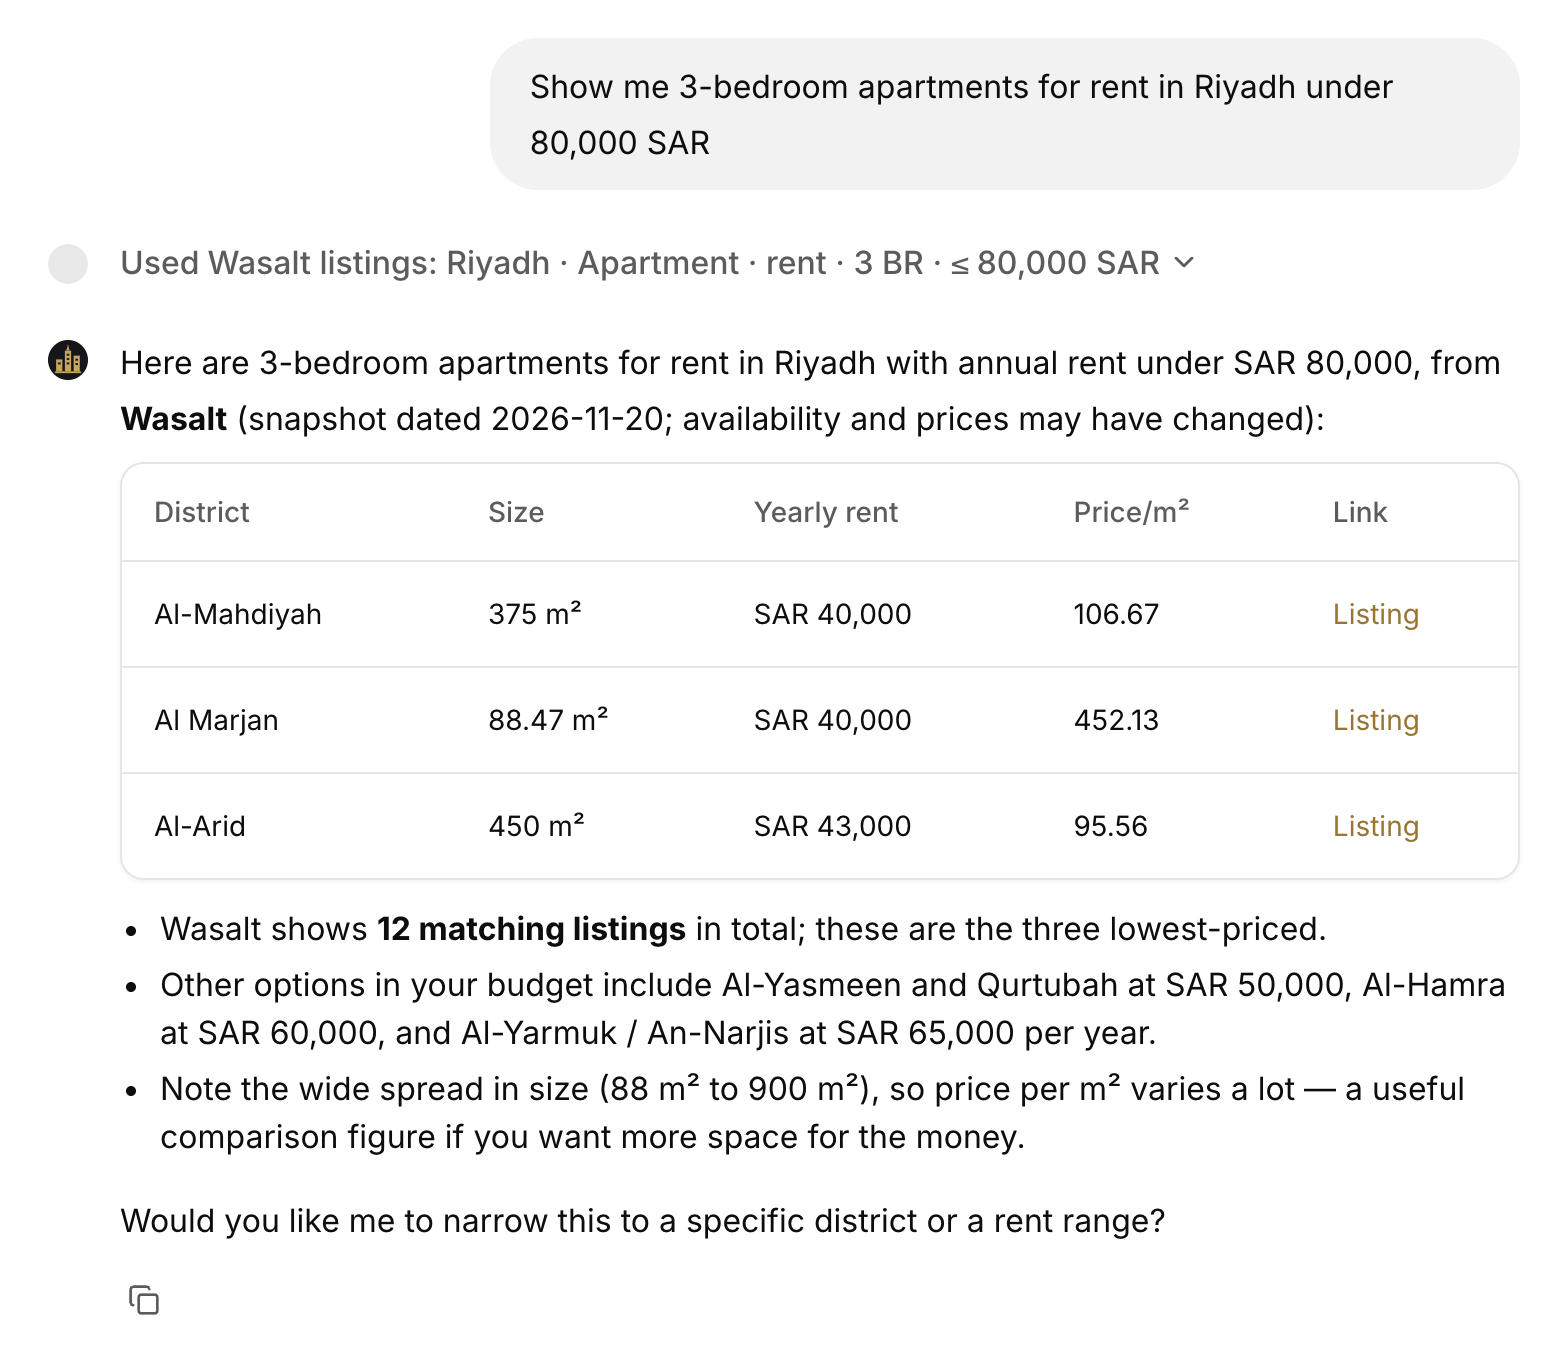 Show me 3-bedroom apartments for rent in Riyadh under
80,000 SAR
Used Wasalt listings: Riyadh · Apartment · rent · 3 BR · ≤ 80,000 SAR
Here are 3-bedroom apartments for rent in Riyadh with annual rent under SAR 80,000, from
Wasalt (snapshot dated 2026-11-20; availability and prices may have changed):
District Size Yearly rent Price/m² Link
Al-Mahdiyah 375 m² SAR 40,000 106.67 Listing
Al Marjan 88.47 m² SAR 40,000 452.13 Listing
Al-Arid 450 m² SAR 43,000 95.56 Listing
• Wasalt shows 12 matching listings in total; these are the three lowest-priced.
• Other options in your budget include Al-Yasmeen and Qurtubah at SAR 50,000, Al-Hamra
at SAR 60,000, and Al-Yarmuk / An-Narjis at SAR 65,000 per year.
• Note the wide spread in size (88 m² to 900 m²), so price per m² varies a lot — a useful
comparison figure if you want more space for the money.
Would you like me to narrow this to a specific district or a rent range?